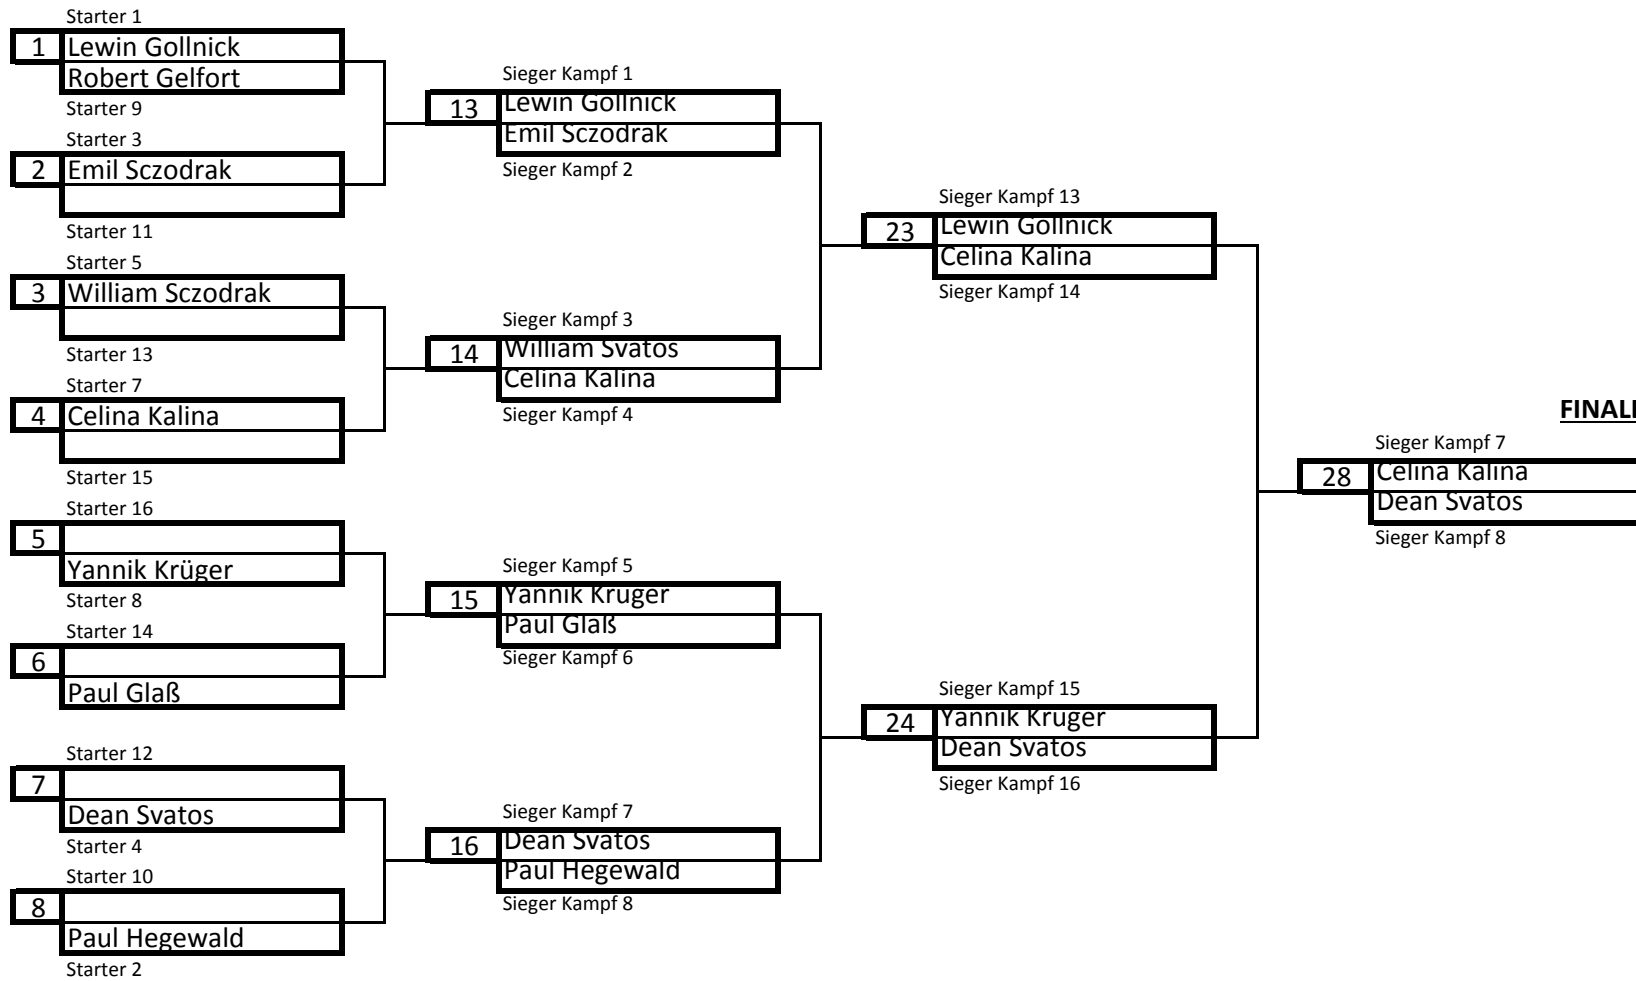 Starter 1
1 Lewin Gollnick
Robert Gelfort
Starter 9
Starter 3
2 Emil Sczodrak
Starter 11
Starter 5
3 William Sczodrak
Starter 13
Starter 7
4 Celina Kalina
Starter 15
Starter 16
5
Yannik Krüger
Starter 8
Starter 14
6
Paul Glaß
Starter 12
7
Dean Svatos
Starter 4
Starter 10
8
Paul Hegewald
Starter 2
Sieger Kampf 1
13 Lewin Gollnick
Emil Sczodrak
Sieger Kampf 2
Sieger Kampf 3
14 William Svatos
Celina Kalina
Sieger Kampf 4
Sieger Kampf 5
15 Yannik Krüger
Paul Glaß
Sieger Kampf 6
Sieger Kampf 7
16 Dean Svatos
Paul Hegewald
Sieger Kampf 8
Sieger Kampf 13
23 Lewin Gollnick
Celina Kalina
Sieger Kampf 14
Sieger Kampf 15
24 Yannik Krüger
Dean Svatos
Sieger Kampf 16
FINALE
Sieger Kampf 7
28 Celina Kalina
Dean Svatos
Sieger Kampf 8